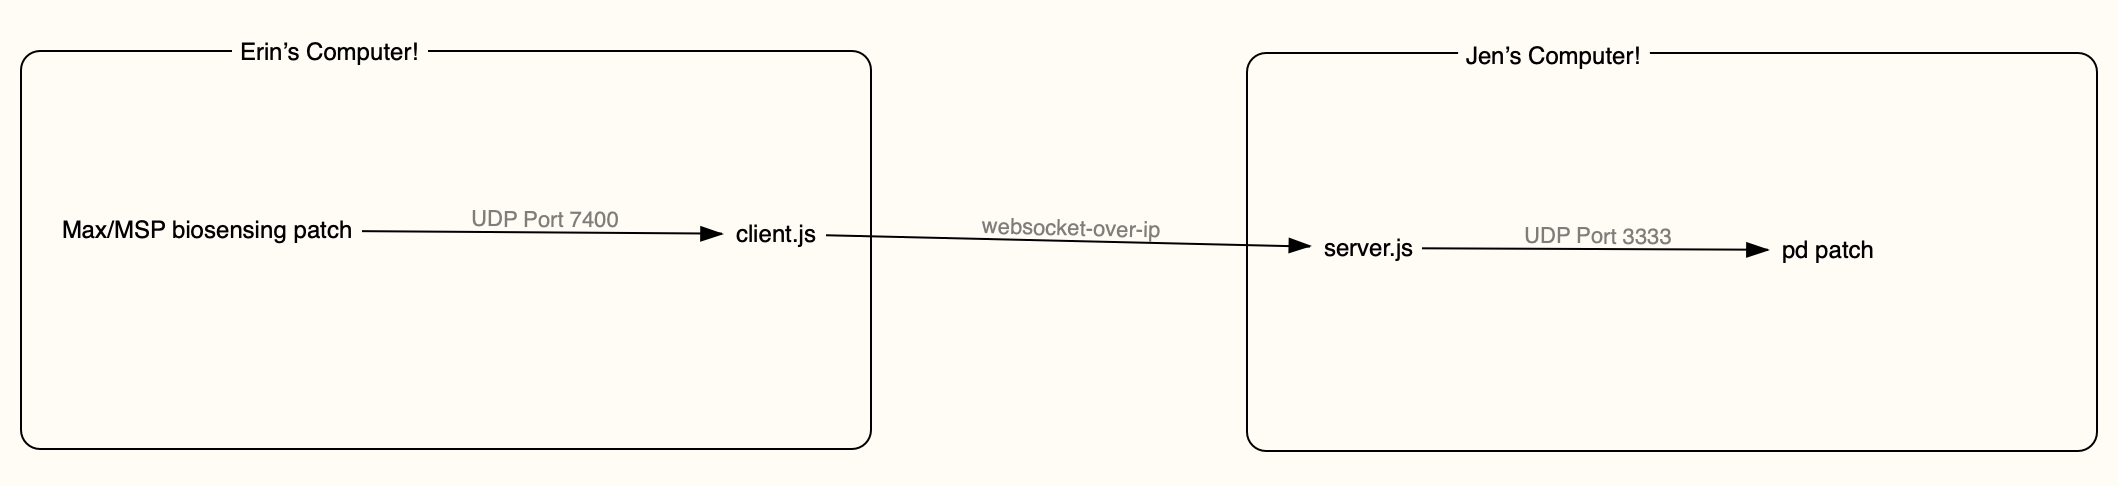 Erin’s Computer!
Jen’s Computer!
Max/MSP biosensing patch
UDP Port 7400
client.js
websocket-over-ip
server.js
UDP Port 3333
pd patch